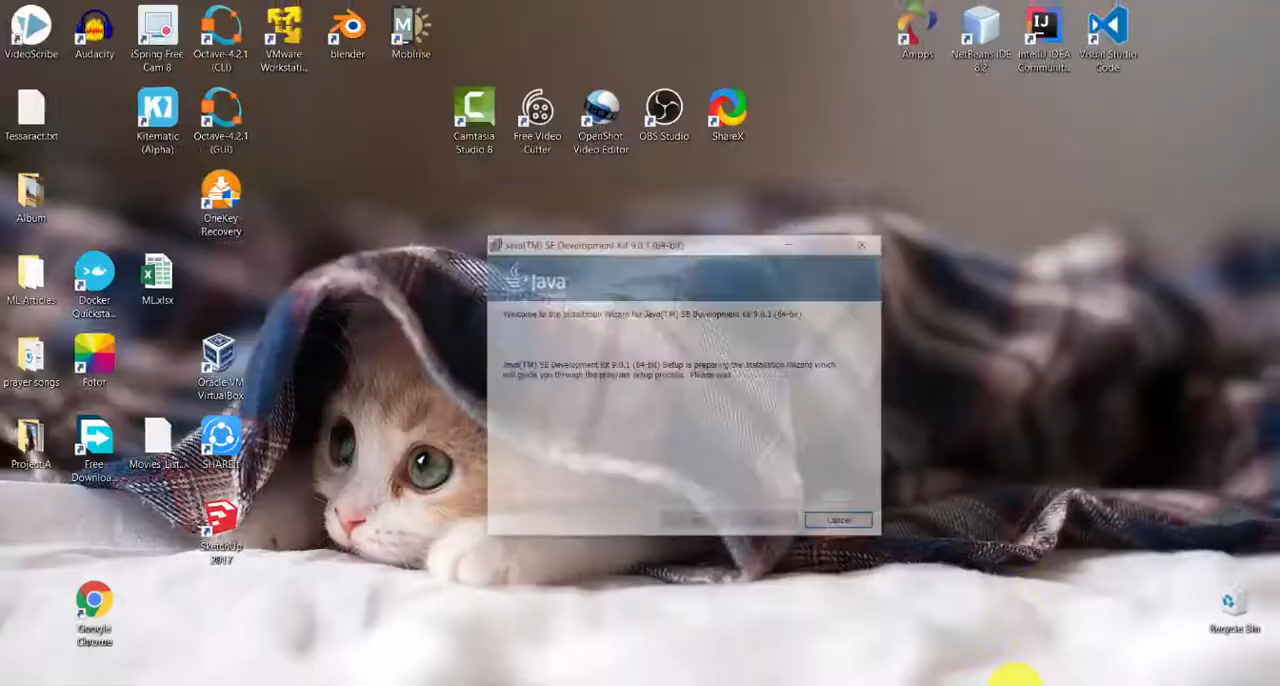 VideoScribe
Audacity
iSpring Free
Cam 8
Octave-4.2.1
(CLI)
VMware
Workstati...
blender
Mobirise
Ampps
NetBeans IDE
8.2
IntelliJ IDEA
Communit...
Visual Studio
Code
Tessaract.txt
Kitematic
(Alpha)
Octave-4.2.1
(GUI)
Camtasia
Studio 8
Free Video
Cutter
OpenShot
Video Editor
OBS Studio
ShareX
Album
OneKey
Recovery
Java(TM) SE Development Kit 9.0.1 (64-bit)
Java
Welcome to the Installation Wizard for Java(TM) SE Development Kit 9.0.1 (64-bit)
Java(TM) SE Development Kit 9.0.1 (64-bit) Setup is preparing the Installation Wizard which
will guide you through the program setup process. Please wait.
Cancel
ML Articles
Docker
Quicksta...
ML.xlsx
prayer songs
Fotor
Oracle VM
VirtualBox
Project A
Free
Downloa...
Movies_List...
SHAREit
SketchUp
2017
Google
Chrome
Recycle Bin